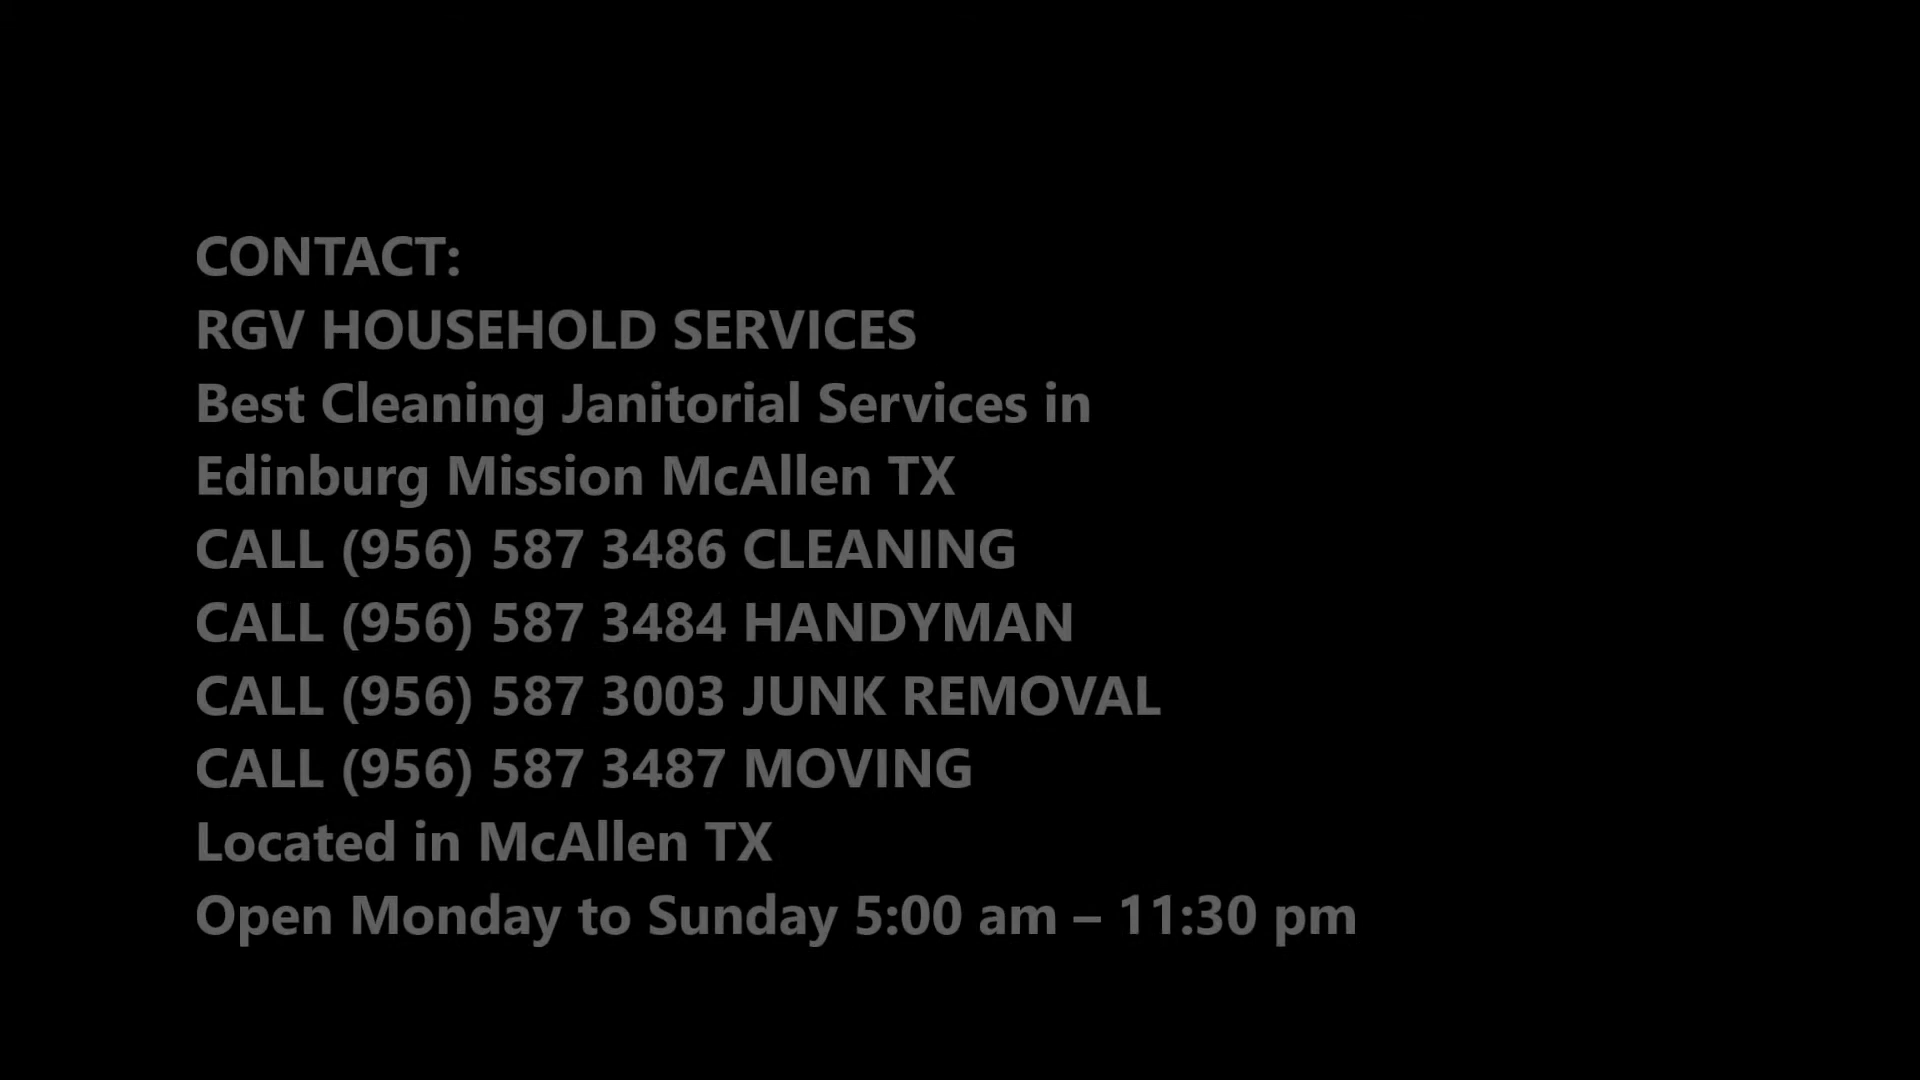 CONTACT:
RGV HOUSEHOLD SERVICES
Best Cleaning Janitorial Services in
Edinburg Mission McAllen TX
CALL (956) 587 3486 CLEANING
CALL (956) 587 3484 HANDYMAN
CALL (956) 587 3003 JUNK REMOVAL
CALL (956) 587 3487 MOVING
Located in McAllen TX
Open Monday to Sunday 5:00 am – 11:30 pm